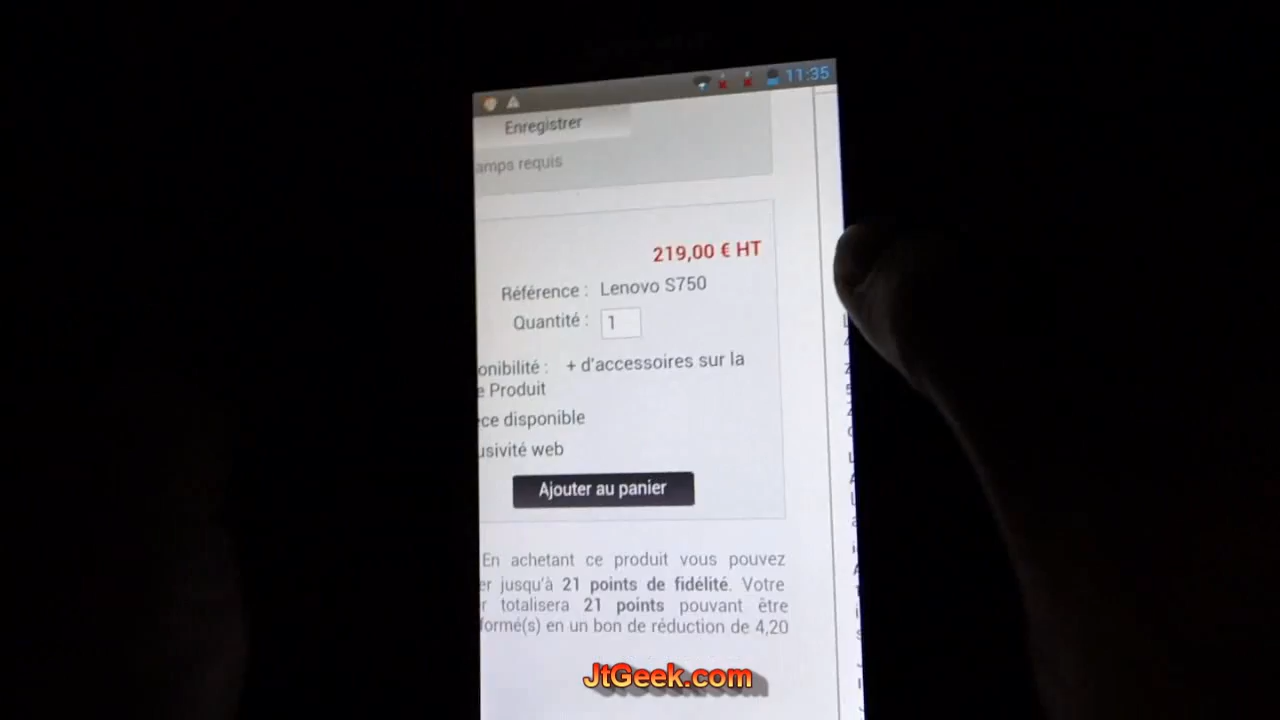 11:35
Enregistrer
amps requis
219,00 € HT
Référence : Lenovo S750
Quantité : 1
onibilité : + d'accessoires sur la
e Produit
ce disponible
usivité web
Ajouter au panier
En achetant ce produit vous pouvez
er jusqu'à 21 points de fidélité. Votre
r totalisera 21 points pouvant être
formé(s) en un bon de réduction de 4,20
JtGeek.com